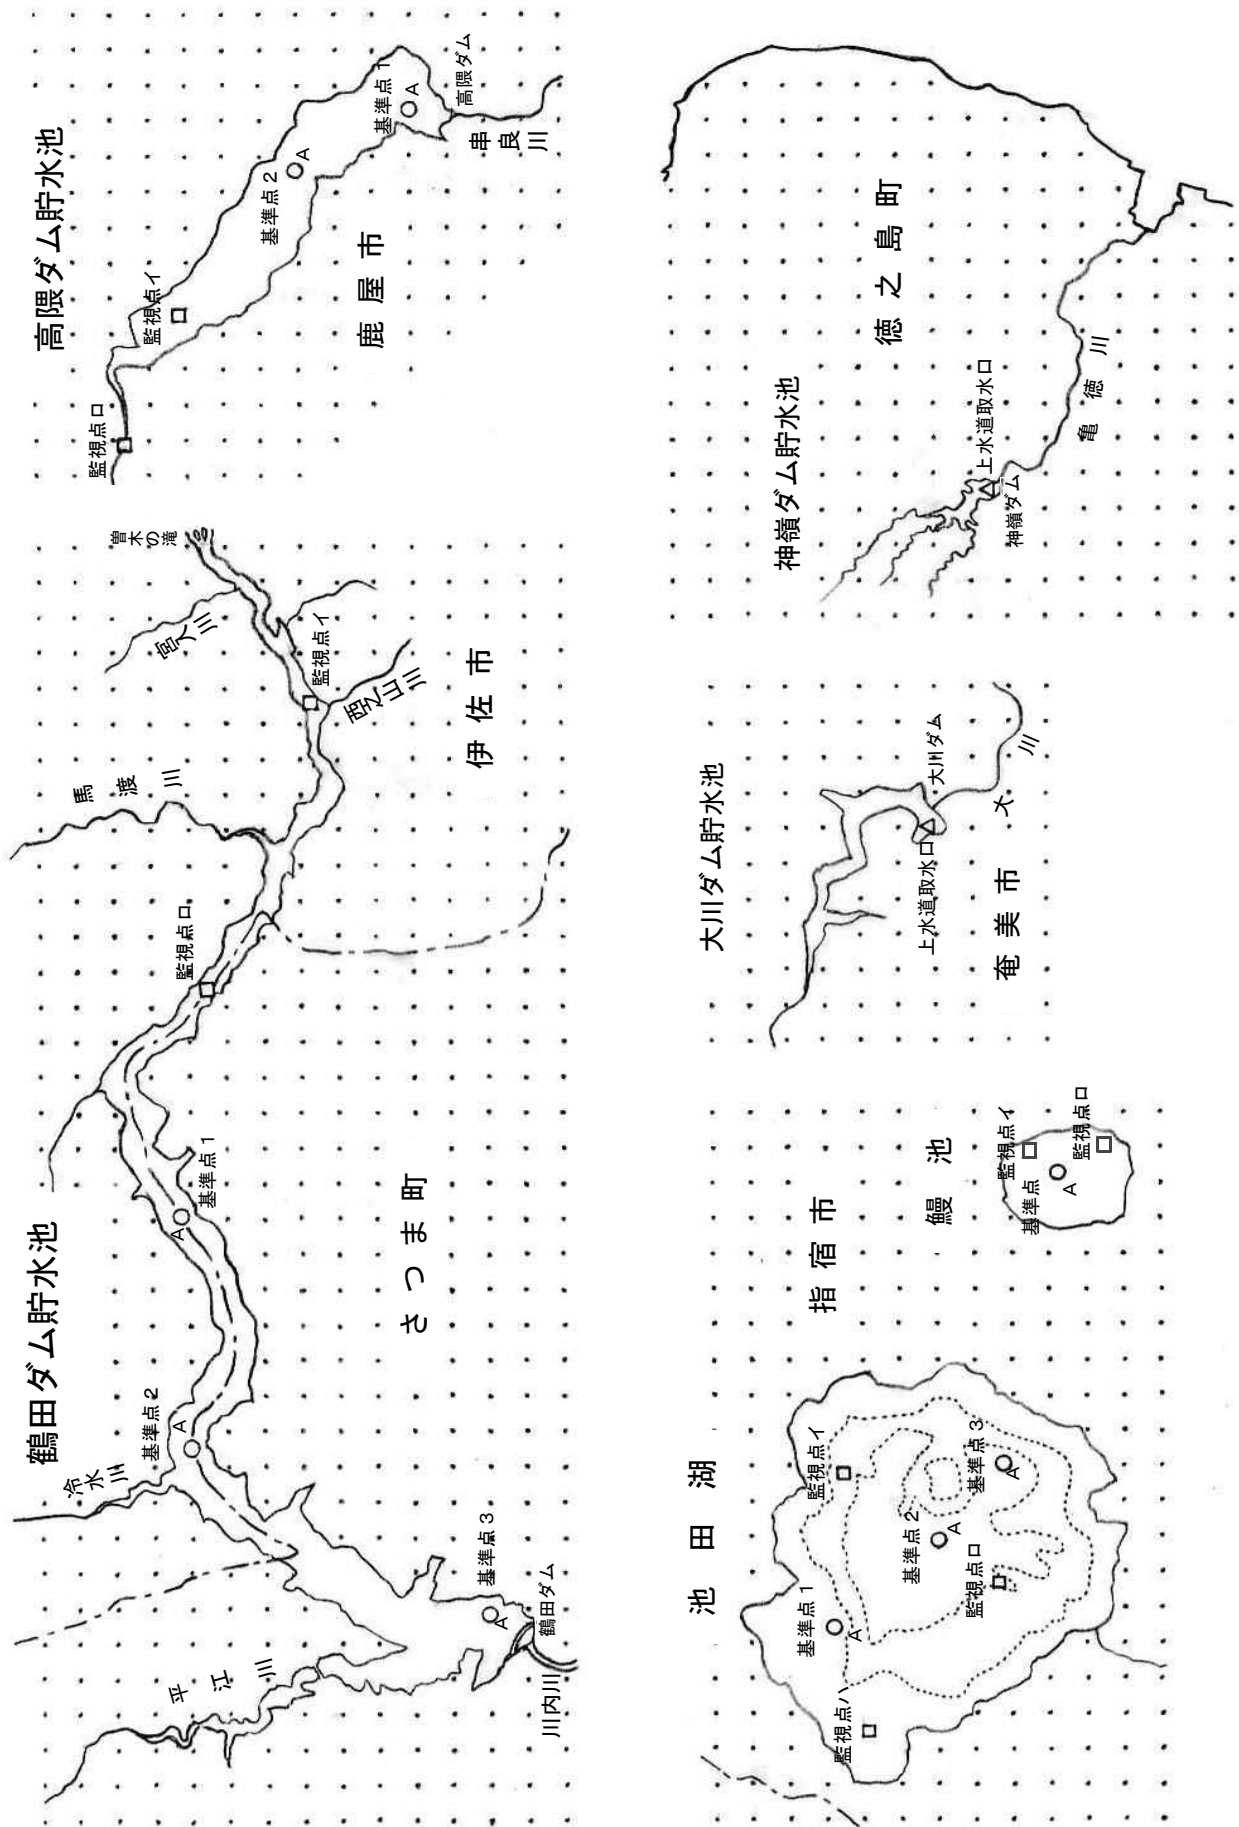 鶴田ダム貯水池
平江川
冷水川
馬渡川
宮人川
曽木の滝
西之山川
監視点イ
監視点ロ
基準点1
A
基準点2
A
基準点3
A
鶴田ダム
川内川
さつま町
伊佐市
高隈ダム貯水池
監視点ロ
監視点イ
基準点2
A
基準点1
A
高隈ダム
串良川
鹿屋市
池田湖
監視点ハ
基準点1
A
監視点イ
基準点2
A
監視点ロ
基準点3
A
指宿市
鰻池
監視点イ
基準点
A
監視点ロ
大川ダム貯水池
上水道取水口
大川ダム
大川
奄美市
神嶺ダム貯水池
上水道取水口
神嶺ダム
亀徳川
徳之島町